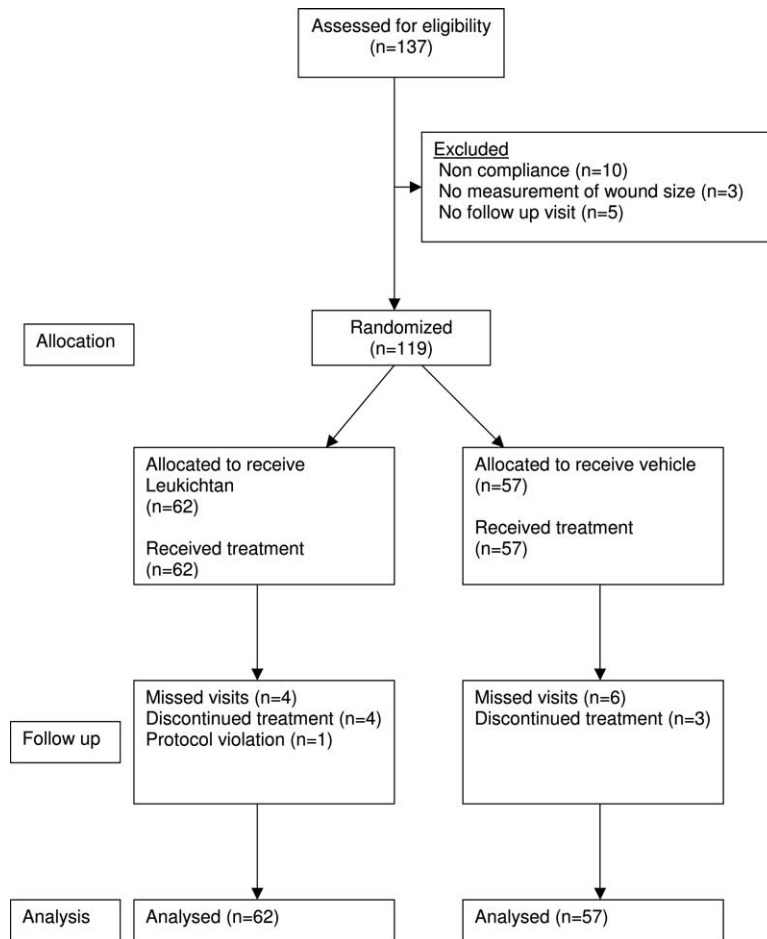 Assessed for eligibility
(n=137)
Excluded
Non compliance (n=10)
No measurement of wound size (n=3)
No follow up visit (n=5)
Allocation
Randomized
(n=119)
Allocated to receive
Leukichtan
(n=62)
Received treatment
(n=62)
Allocated to receive vehicle
(n=57)
Received treatment
(n=57)
Follow up
Missed visits (n=4)
Discontinued treatment (n=4)
Protocol violation (n=1)
Missed visits (n=6)
Discontinued treatment (n=3)
Analysis
Analysed (n=62)
Analysed (n=57)